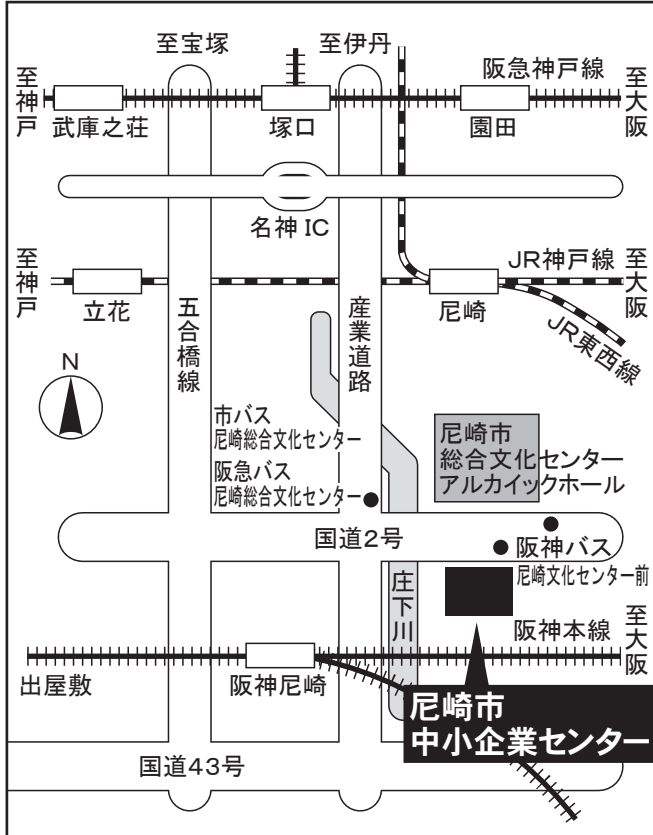 至宝塚
至伊丹
阪急神戸線
至神戸
至大阪
武庫之荘
塚口
園田
名神 IC
至神戸
JR神戸線
至大阪
立花
尼崎
JR東西線
五合橋線
産業道路
N
市バス
尼崎総合文化センター
阪急バス
尼崎総合文化センター
尼崎市
総合文化センター
アルカイックホール
国道2号
阪神バス
尼崎文化センター前
庄下川
阪神本線
至大阪
出屋敷
阪神尼崎
尼崎市
中小企業センター
国道43号